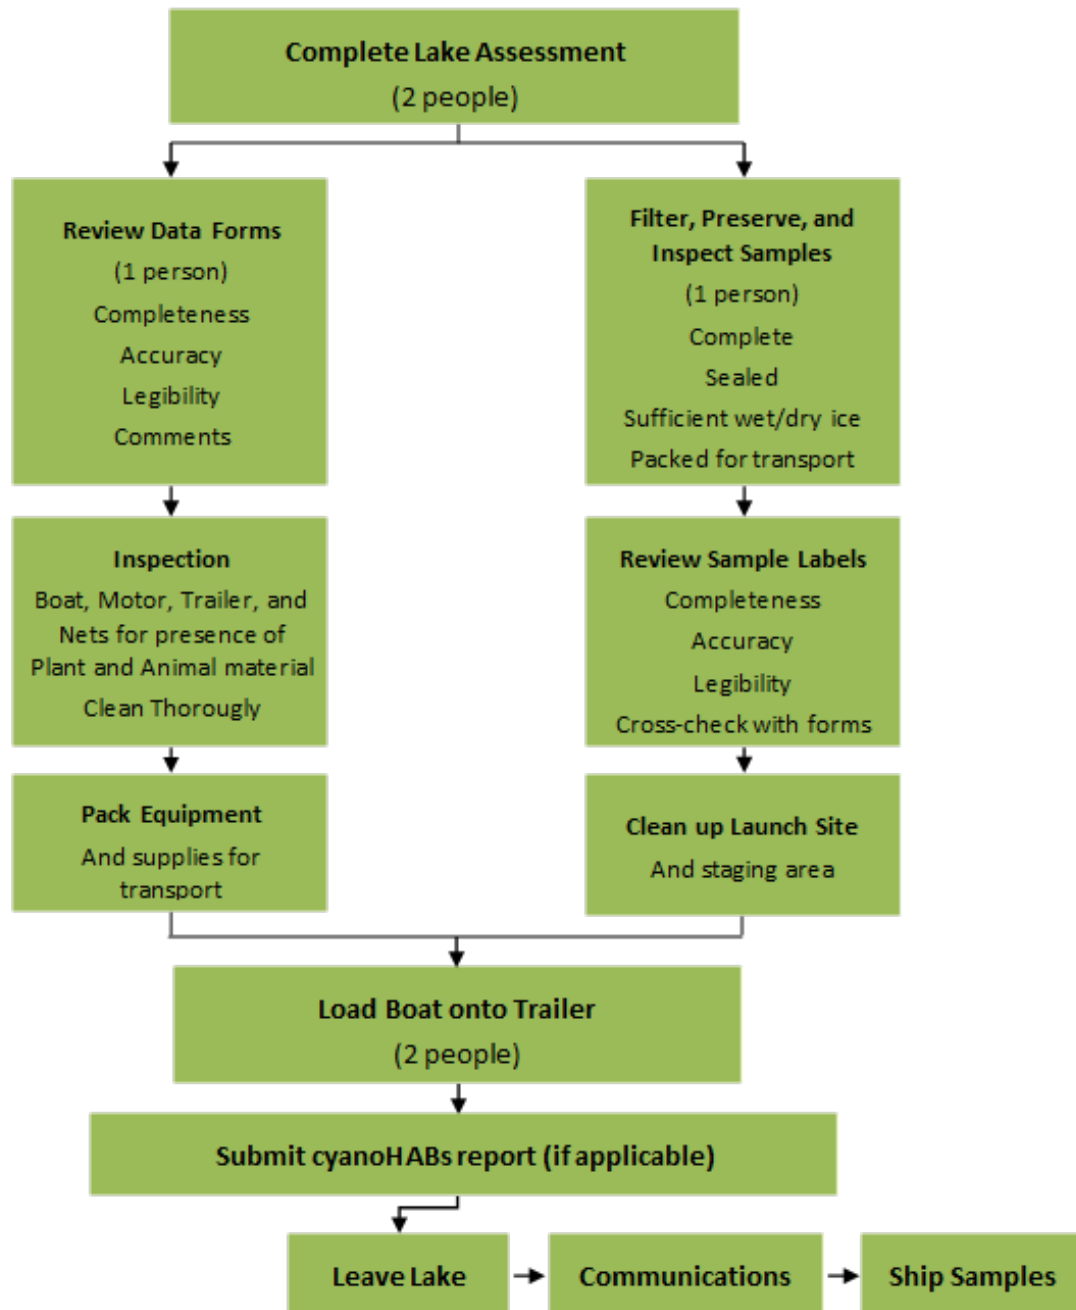 Complete Lake Assessment
(2 people)
Review Data Forms
(1 person)
Completeness
Accuracy
Legibility
Comments
Filter, Preserve, and
Inspect Samples
(1 person)
Complete
Sealed
Sufficient wet/dry ice
Packed for transport
Inspection
Boat, Motor, Trailer, and
Nets for presence of
Plant and Animal material
Clean Thorougly
Review Sample Labels
Completeness
Accuracy
Legibility
Cross-check with forms
Pack Equipment
And supplies for
transport
Clean up Launch Site
And staging area
Load Boat onto Trailer
(2 people)
Submit cyanoHABs report (if applicable)
Leave Lake
Communications
Ship Samples